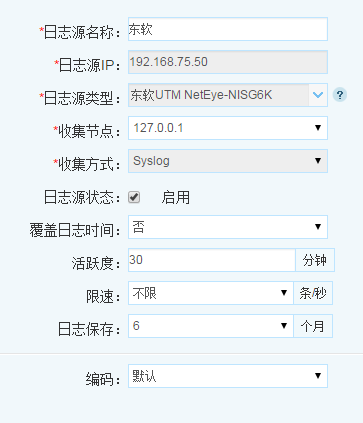 *日志源名称： 东软
*日志源IP： 192.168.75.50
*日志源类型： 东软UTM NetEye-NISG6K ?
*收集节点： 127.0.0.1
*收集方式： Syslog
日志源状态： 启用
覆盖日志时间： 否
活跃度： 30 分钟
限速： 不限 条/秒
日志保存： 6 个月
编码： 默认